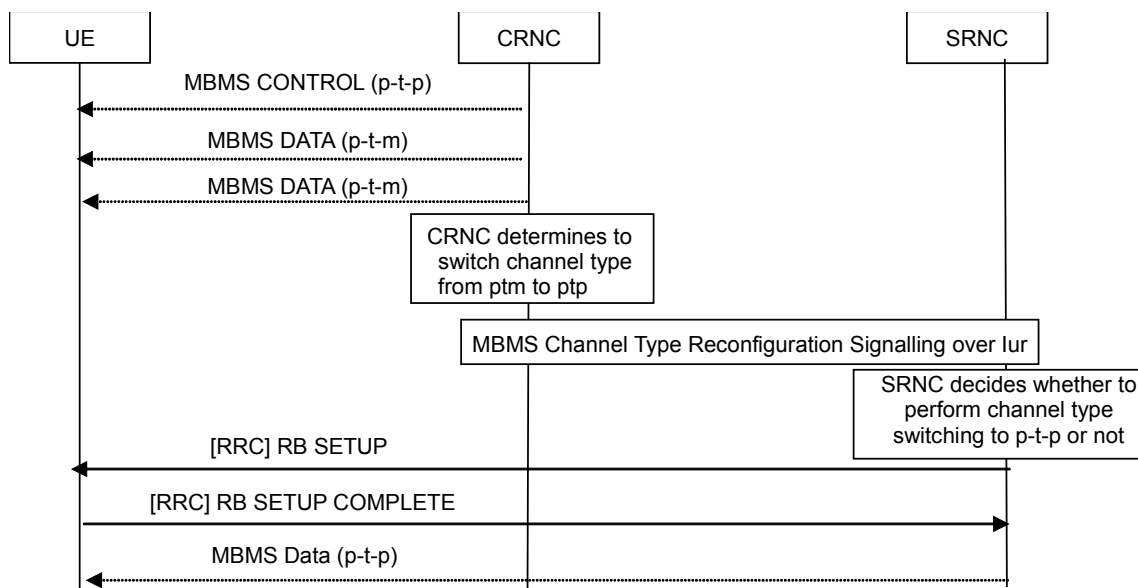 UE
CRNC
SRNC
MBMS CONTROL (p-t-p)
MBMS DATA (p-t-m)
MBMS DATA (p-t-m)
CRNC determines to
switch channel type
from ptm to ptp
MBMS Channel Type Reconfiguration Signalling over Iur
SRNC decides whether to
perform channel type
switching to p-t-p or not
[RRC] RB SETUP
[RRC] RB SETUP COMPLETE
MBMS Data (p-t-p)